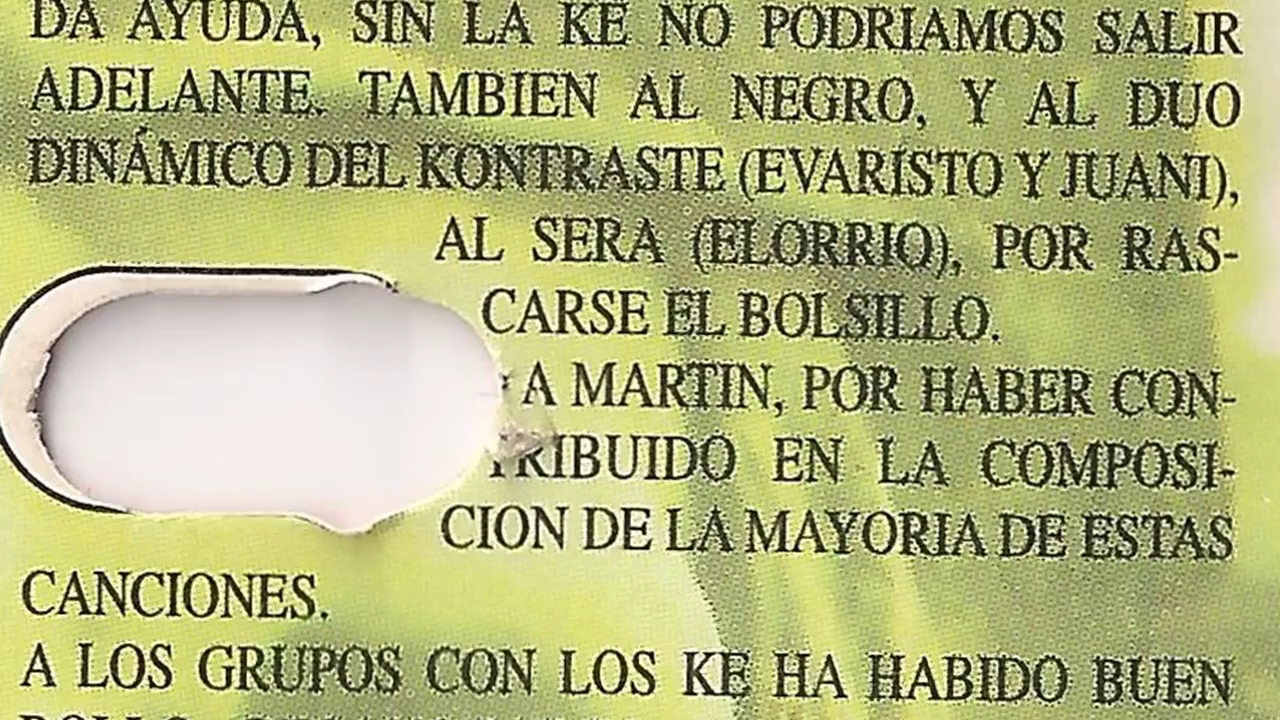 DA AYUDA, SIN LA KE NO PODRIAMOS SALIR
ADELANTE. TAMBIEN AL NEGRO, Y AL DUO
DINÁMICO DEL KONTRASTE (EVARISTO Y JUANI),
AL SERA (ELORRIO), POR RAS-
CARSE EL BOLSILLO.
A MARTIN, POR HABER CON-
TRIBUIDO EN LA COMPOSI-
CION DE LA MAYORIA DE ESTAS
CANCIONES.
A LOS GRUPOS CON LOS KE HA HABIDO BUEN